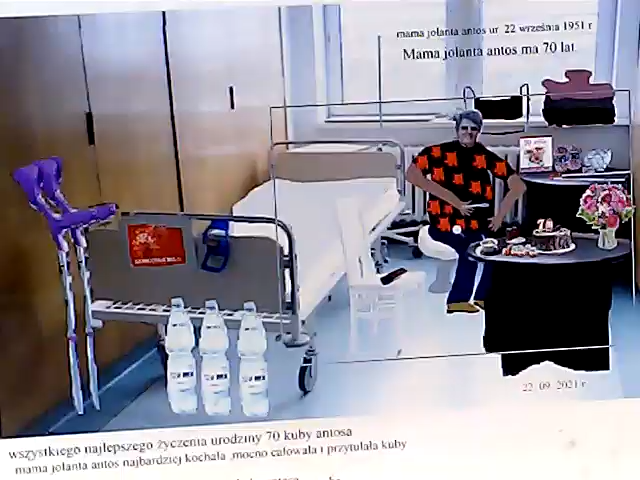 mama jolanta antos ur 22 września 1951 r
Mama jolanta antos ma 70 lat
70
22. 09. 2021 r
wszystkiego najlepszego życzenia urodziny 70 kuby antosa
mama jolanta antos najbardziej kochała ,mocno całowała i przytulała kuby